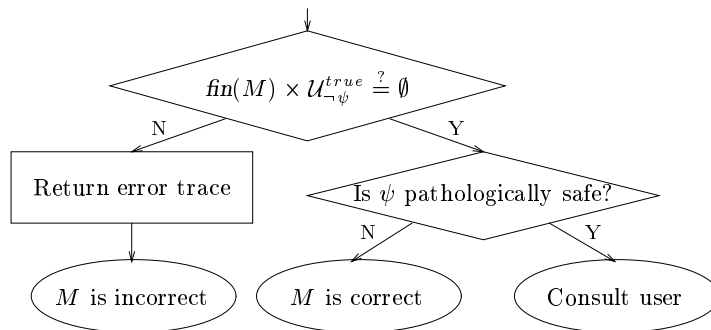 fin(M) × 𝒰^{true}_{¬ψ} ≟ ∅
N
Y
Return error trace
Is ψ pathologically safe?
N
Y
M is incorrect
M is correct
Consult user